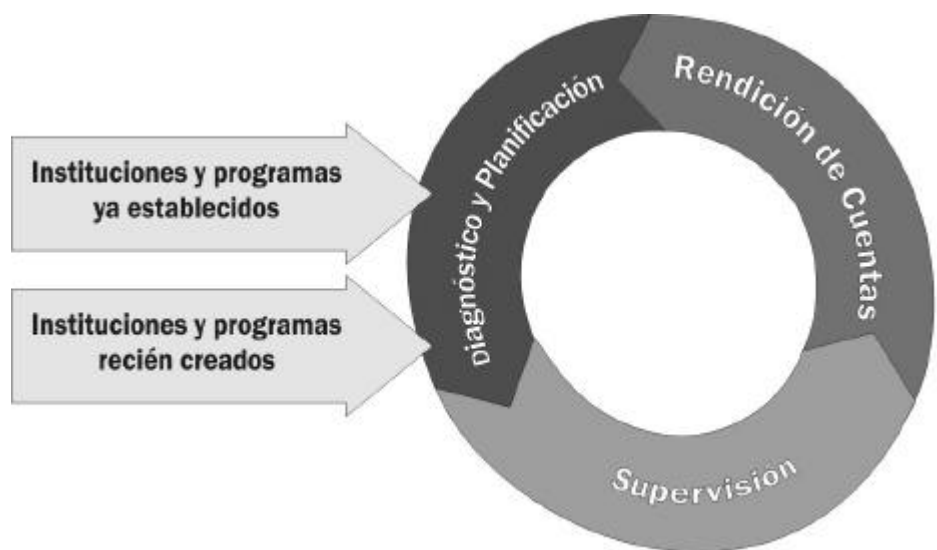 Instituciones y programas
ya establecidos
Instituciones y programas
recién creados
Diagnóstico y Planificación
Rendición de Cuentas
Supervisión